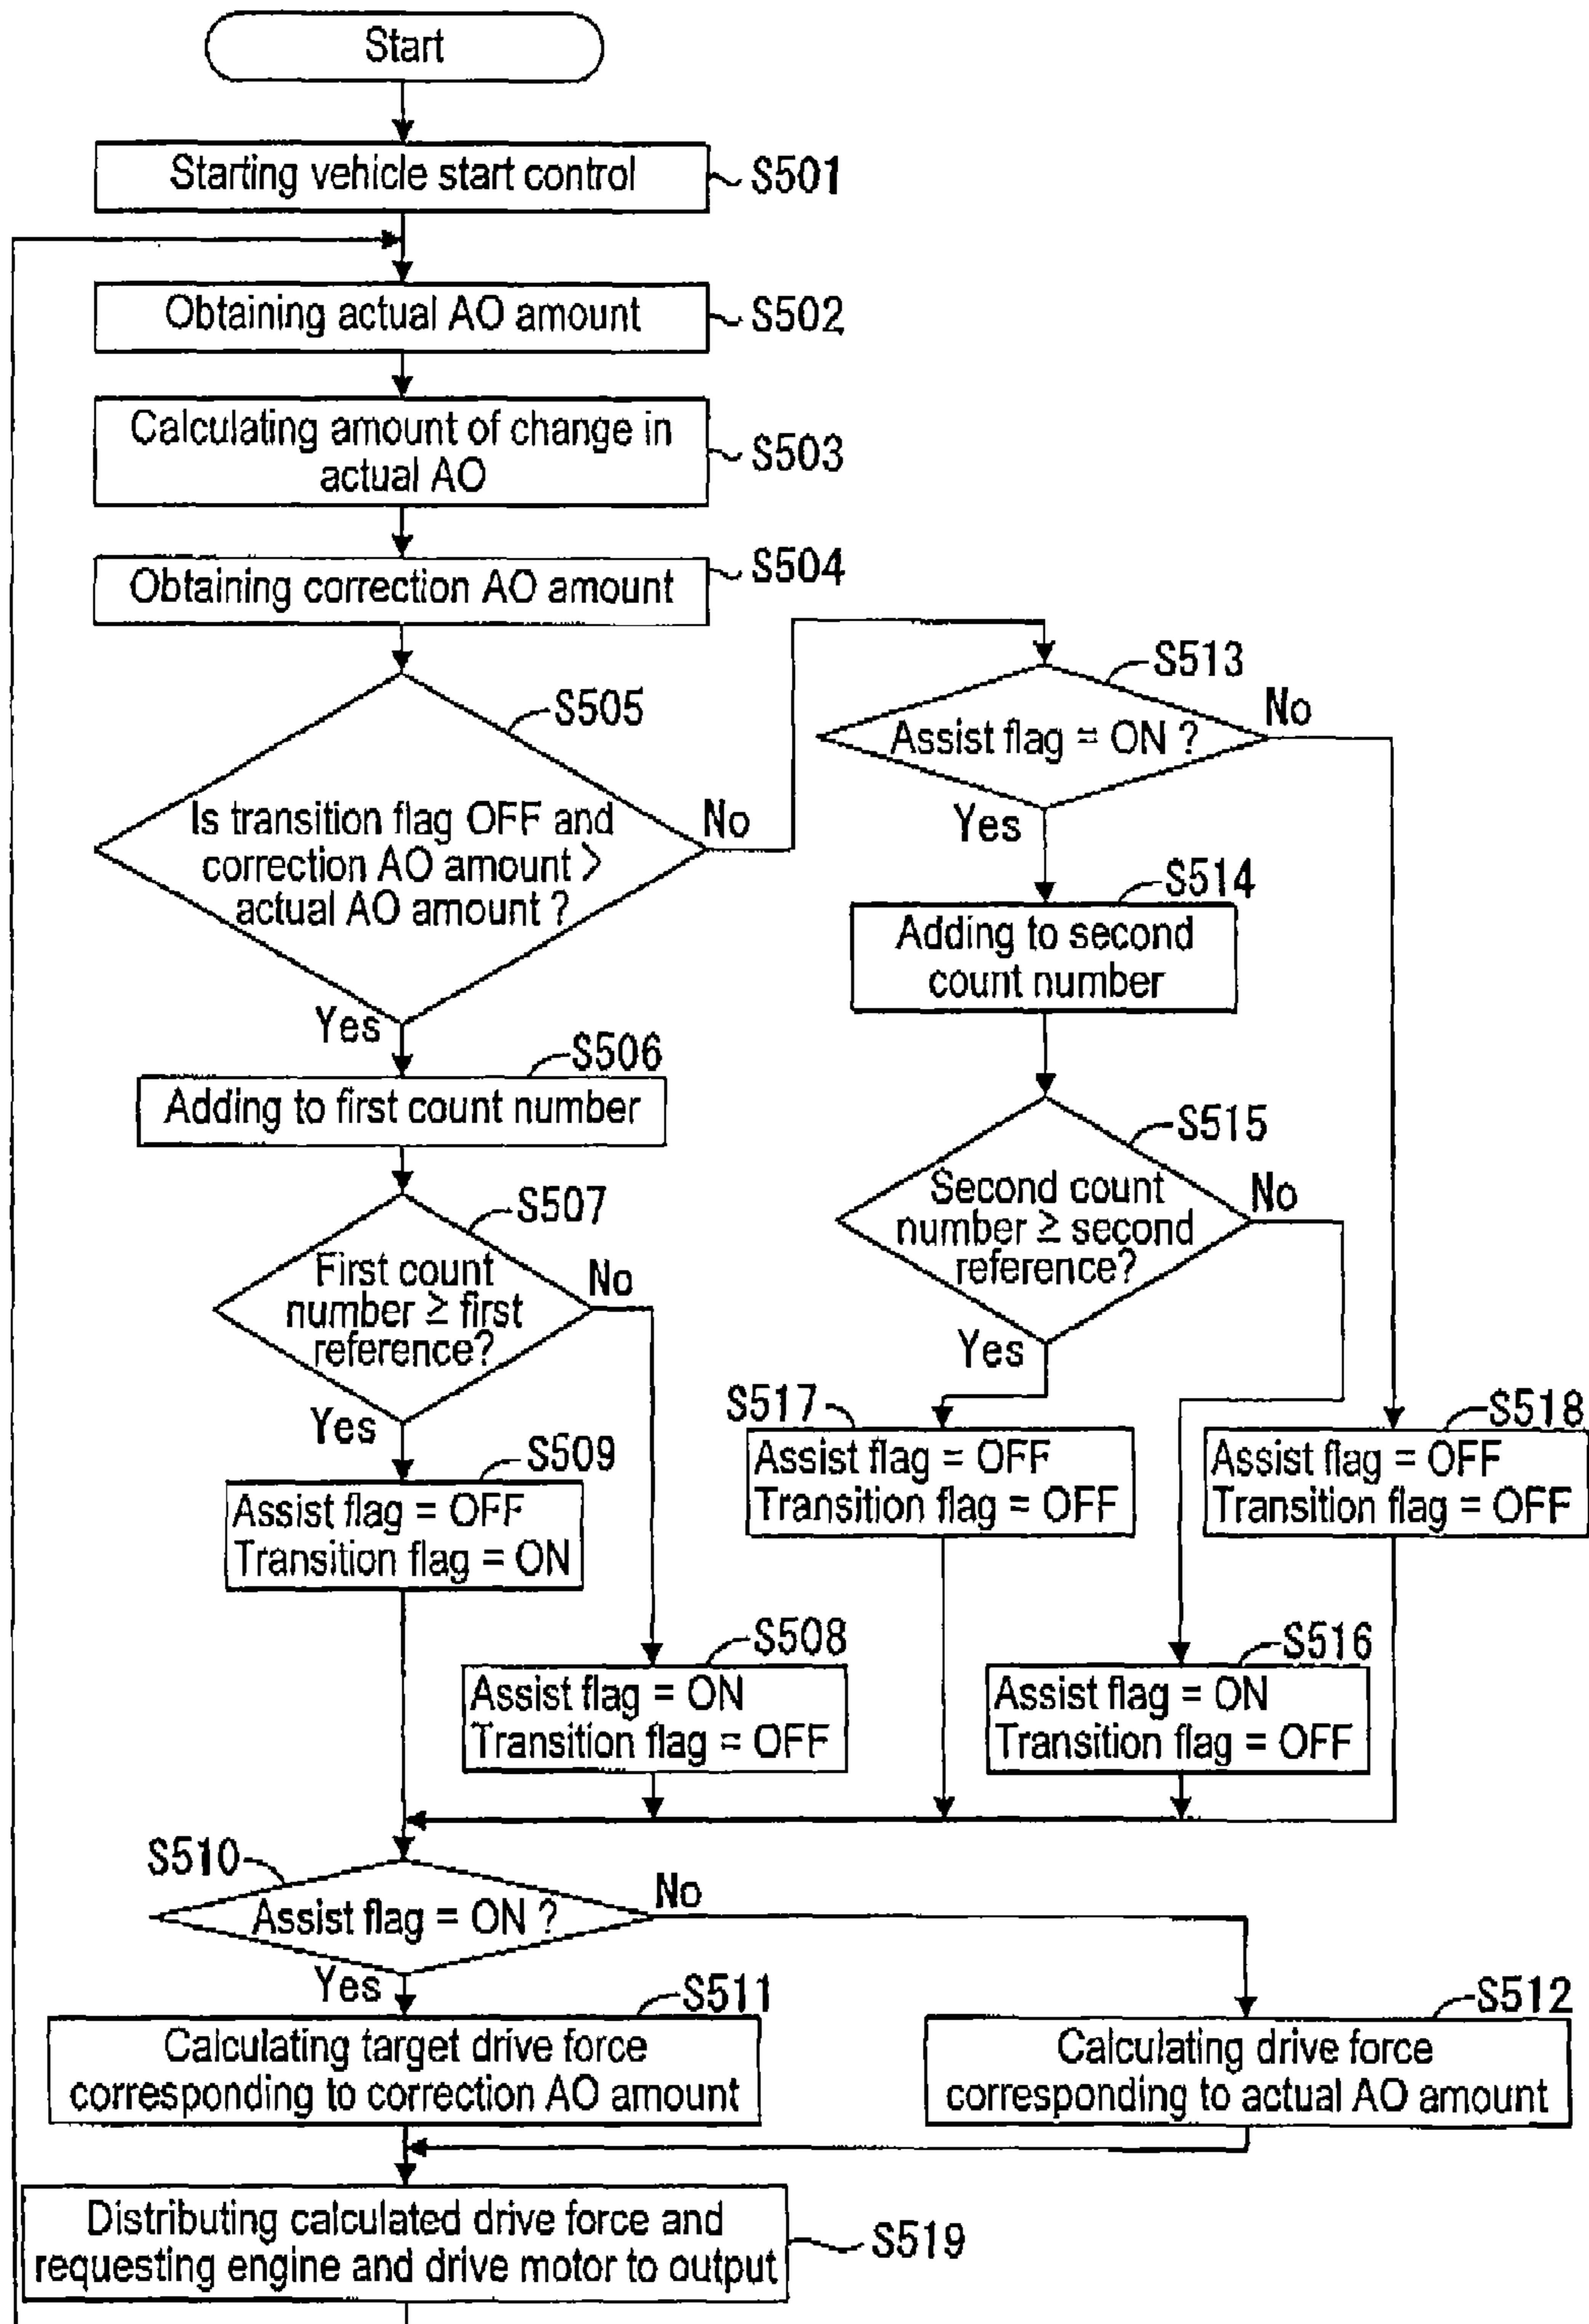 Start
Starting vehicle start control
S501
Obtaining actual AO amount
S502
Calculating amount of change in
actual AO
S503
Obtaining correction AO amount
S504
S505
Is transition flag OFF and
correction AO amount >
actual AO amount ?
No
Yes
S506
Adding to first count number
S507
First count
number ≥ first
reference?
No
Yes
S509
Assist flag = OFF
Transition flag = ON
S508
Assist flag = ON
Transition flag = OFF
S513
Assist flag = ON ?
No
Yes
S514
Adding to second
count number
S515
Second count
number ≥ second
reference?
No
Yes
S517
Assist flag = OFF
Transition flag = OFF
S518
Assist flag = OFF
Transition flag = OFF
S516
Assist flag = ON
Transition flag = OFF
S510
Assist flag = ON ?
No
Yes
S511
Calculating target drive force
corresponding to correction AO amount
S512
Calculating drive force
corresponding to actual AO amount
Distributing calculated drive force and
requesting engine and drive motor to output
S519